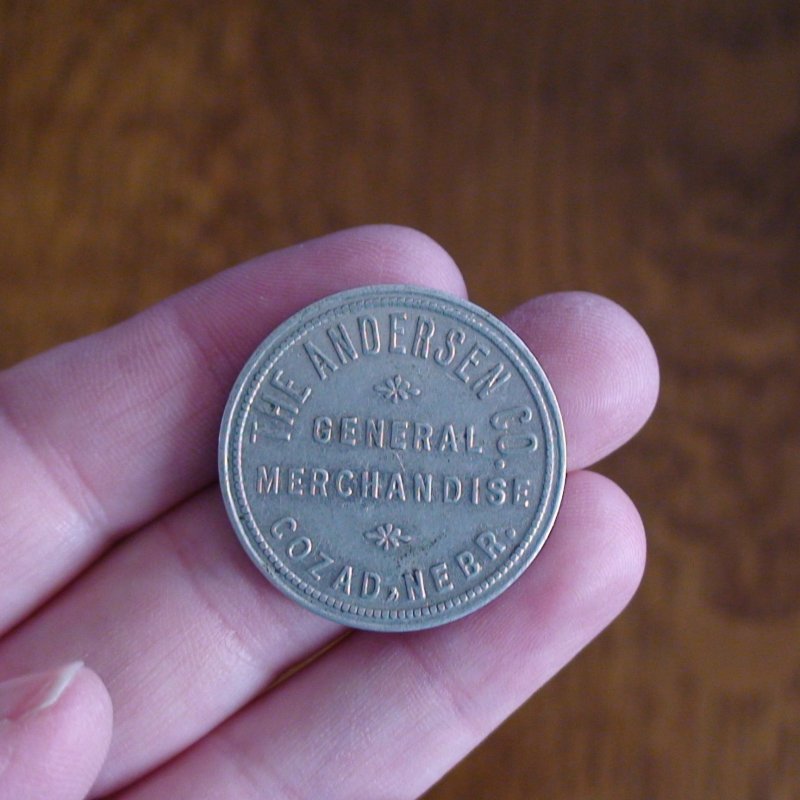 THE ANDERSEN CO.
GENERAL
MERCHANDISE
COZAD, NEBR.